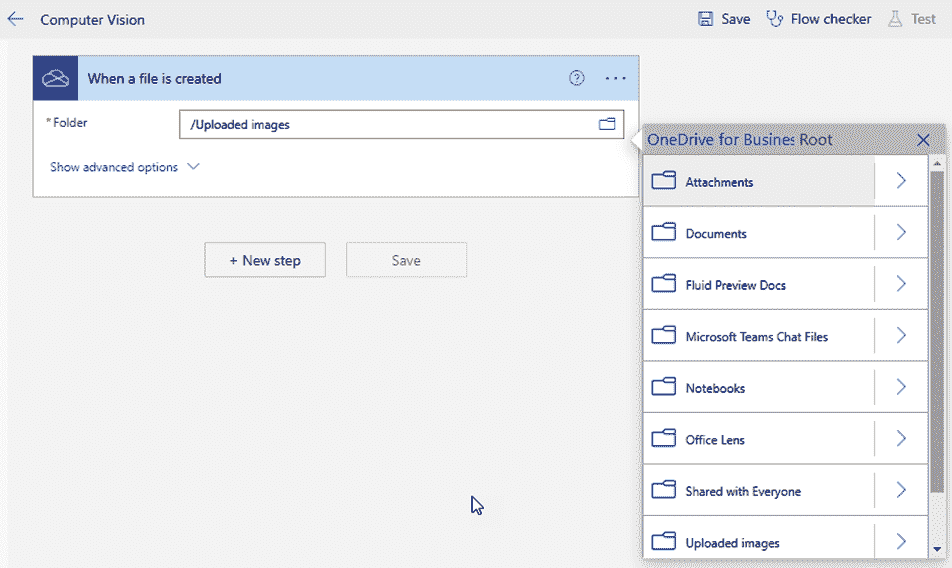 Computer Vision
Save
Flow checker
Test
When a file is created
* Folder
/Uploaded images
Show advanced options
+ New step
Save
OneDrive for Busines Root
Attachments
Documents
Fluid Preview Docs
Microsoft Teams Chat Files
Notebooks
Office Lens
Shared with Everyone
Uploaded images